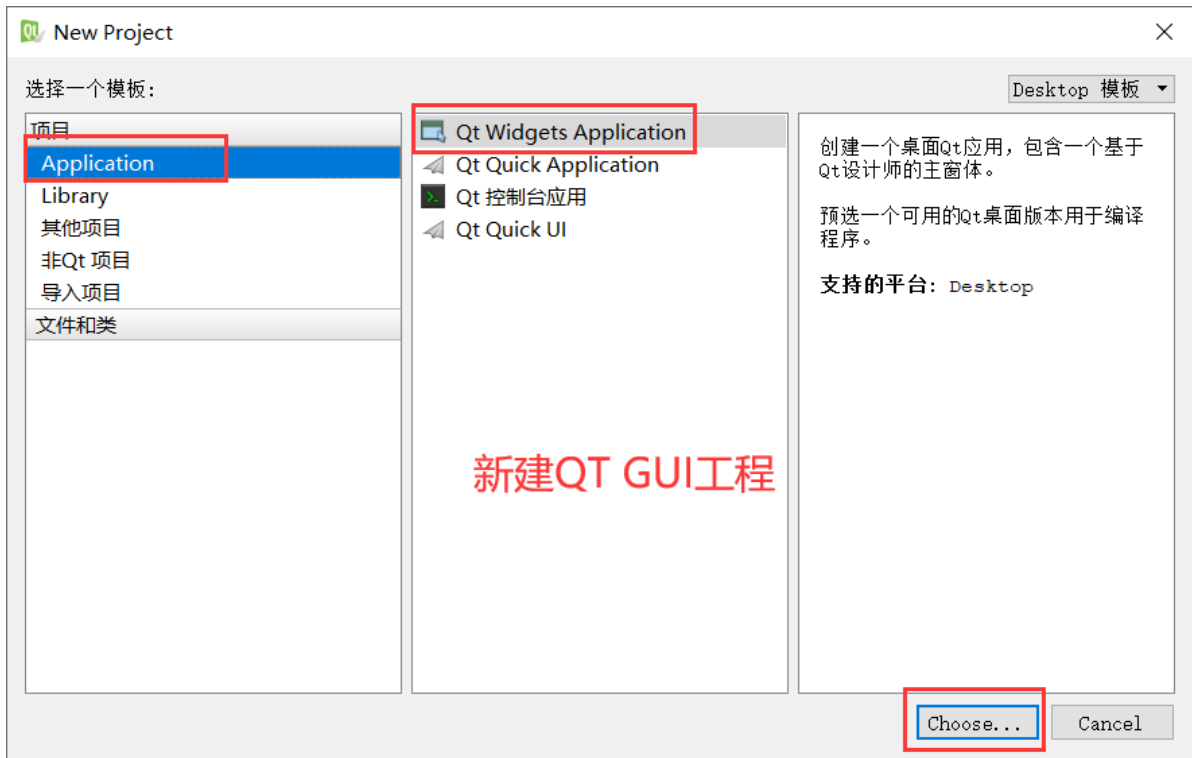 New Project
选择一个模板:
Desktop 模板
项目
Application
Library
其他项目
非Qt 项目
导入项目
文件和类
Qt Widgets Application
Qt Quick Application
Qt 控制台应用
Qt Quick UI
新建QT GUI工程
创建一个桌面Qt应用，包含一个基于
Qt设计师的主窗体。
预选一个可用的Qt桌面版本用于编译
程序。
支持的平台: Desktop
Choose...
Cancel